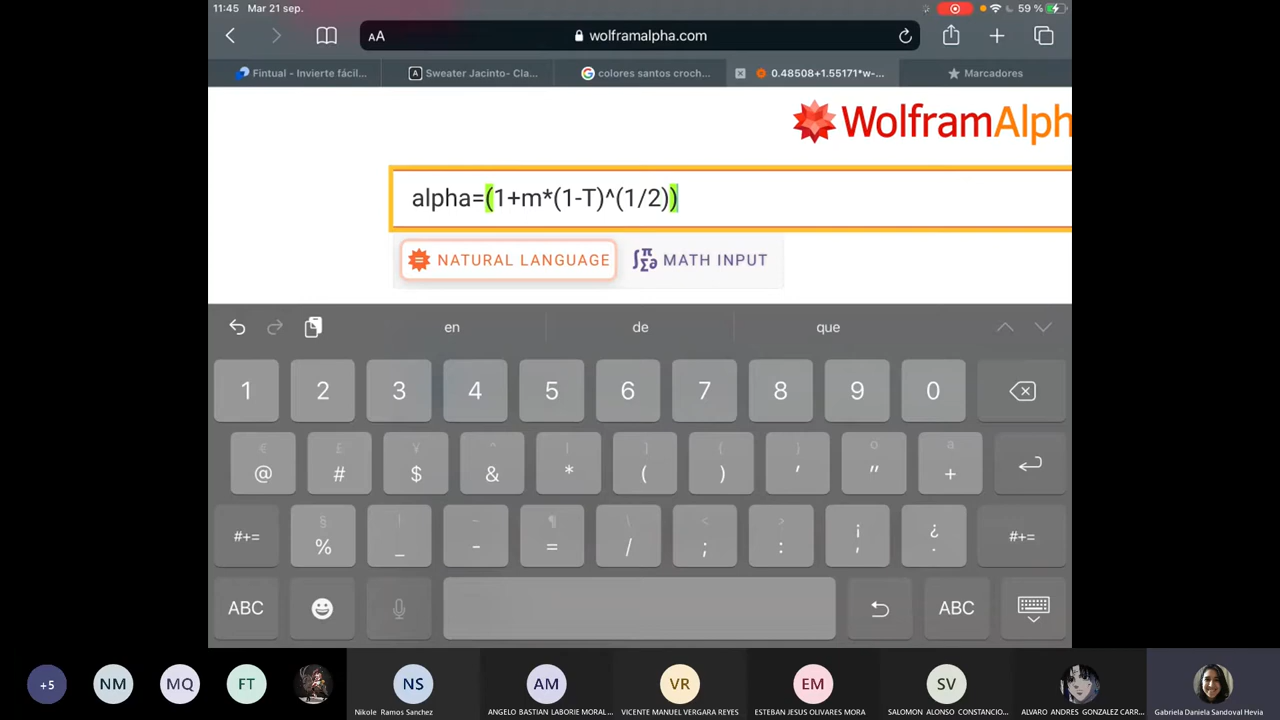 11:45 Mar 21 sep. 59 %
AA wolframalpha.com
Fintual - Invierte fácil... Sweater Jacinto- Cla... colores santos croch... 0.48508+1.55171*w-... Marcadores
WolframAlph
alpha=(1+m*(1-T)^(1/2))
NATURAL LANGUAGE MATH INPUT
en de que
1 2 3 4 5 6 7 8 9 0
€ £ ¥ ^ [ ] { } º ª
@ # $ & * ( ) ' " +
§ | ~ ¶ \ < > ¡ ¿
#+= % _ - = / ; : , . #+=
ABC ABC
+5 NM MQ FT NS AM VR EM SV
Nikole Ramos Sanchez ANGELO BASTIAN LABORIE MORAL ... VICENTE MANUEL VERGARA REYES ESTEBAN JESUS OLIVARES MORA SALOMON ALONSO CONSTANCIO... ALVARO ANDRES GONZALEZ CARR... Gabriela Daniela Sandoval Hevia